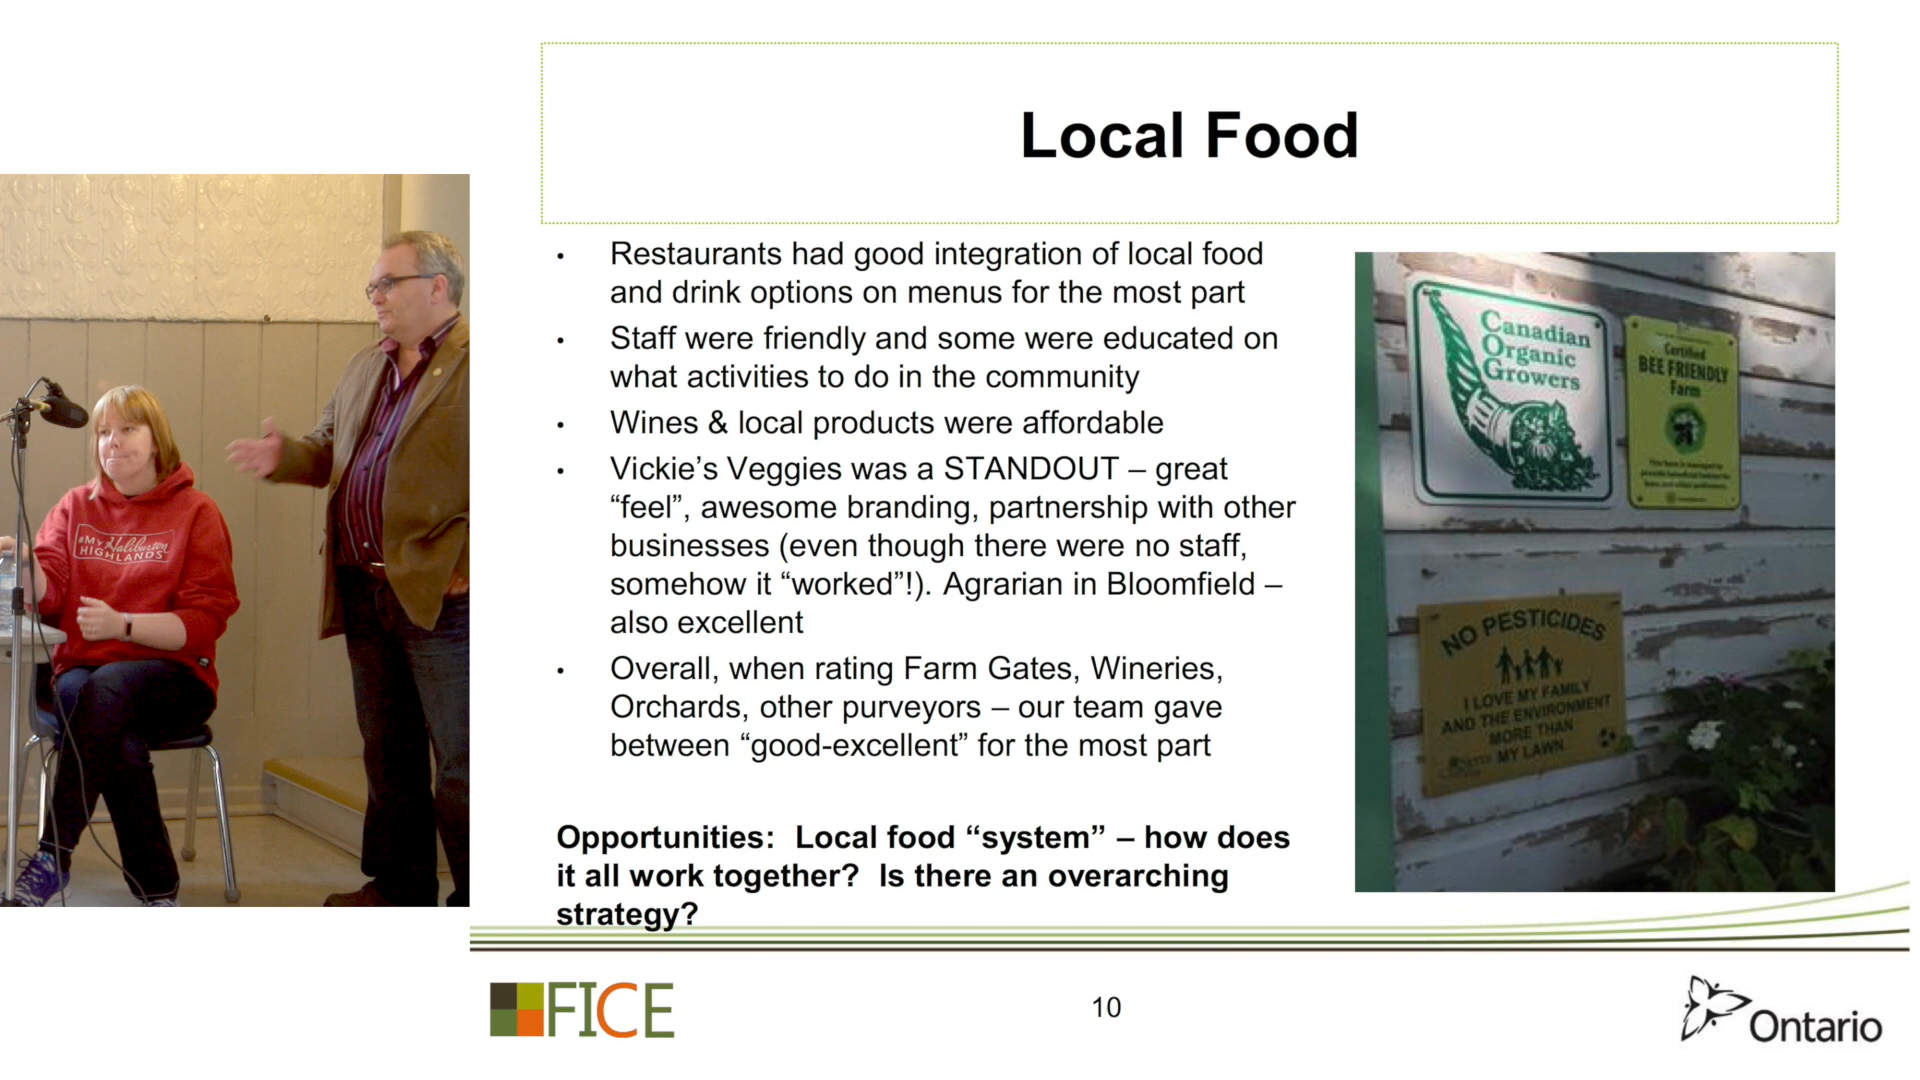 Local Food
• Restaurants had good integration of local food
and drink options on menus for the most part
• Staff were friendly and some were educated on
what activities to do in the community
• Wines & local products were affordable
• Vickie’s Veggies was a STANDOUT – great
“feel”, awesome branding, partnership with other
businesses (even though there were no staff,
somehow it “worked”!). Agrarian in Bloomfield –
also excellent
• Overall, when rating Farm Gates, Wineries,
Orchards, other purveyors – our team gave
between “good-excellent” for the most part
Opportunities: Local food “system” – how does
it all work together? Is there an overarching
strategy?
Canadian
Organic
Growers
Certified
BEE FRIENDLY
Farm
NO PESTICIDES
I LOVE MY FAMILY
AND THE ENVIRONMENT
MORE THAN
MY LAWN
#MY Haliburton
HIGHLANDS
FICE
10
Ontario